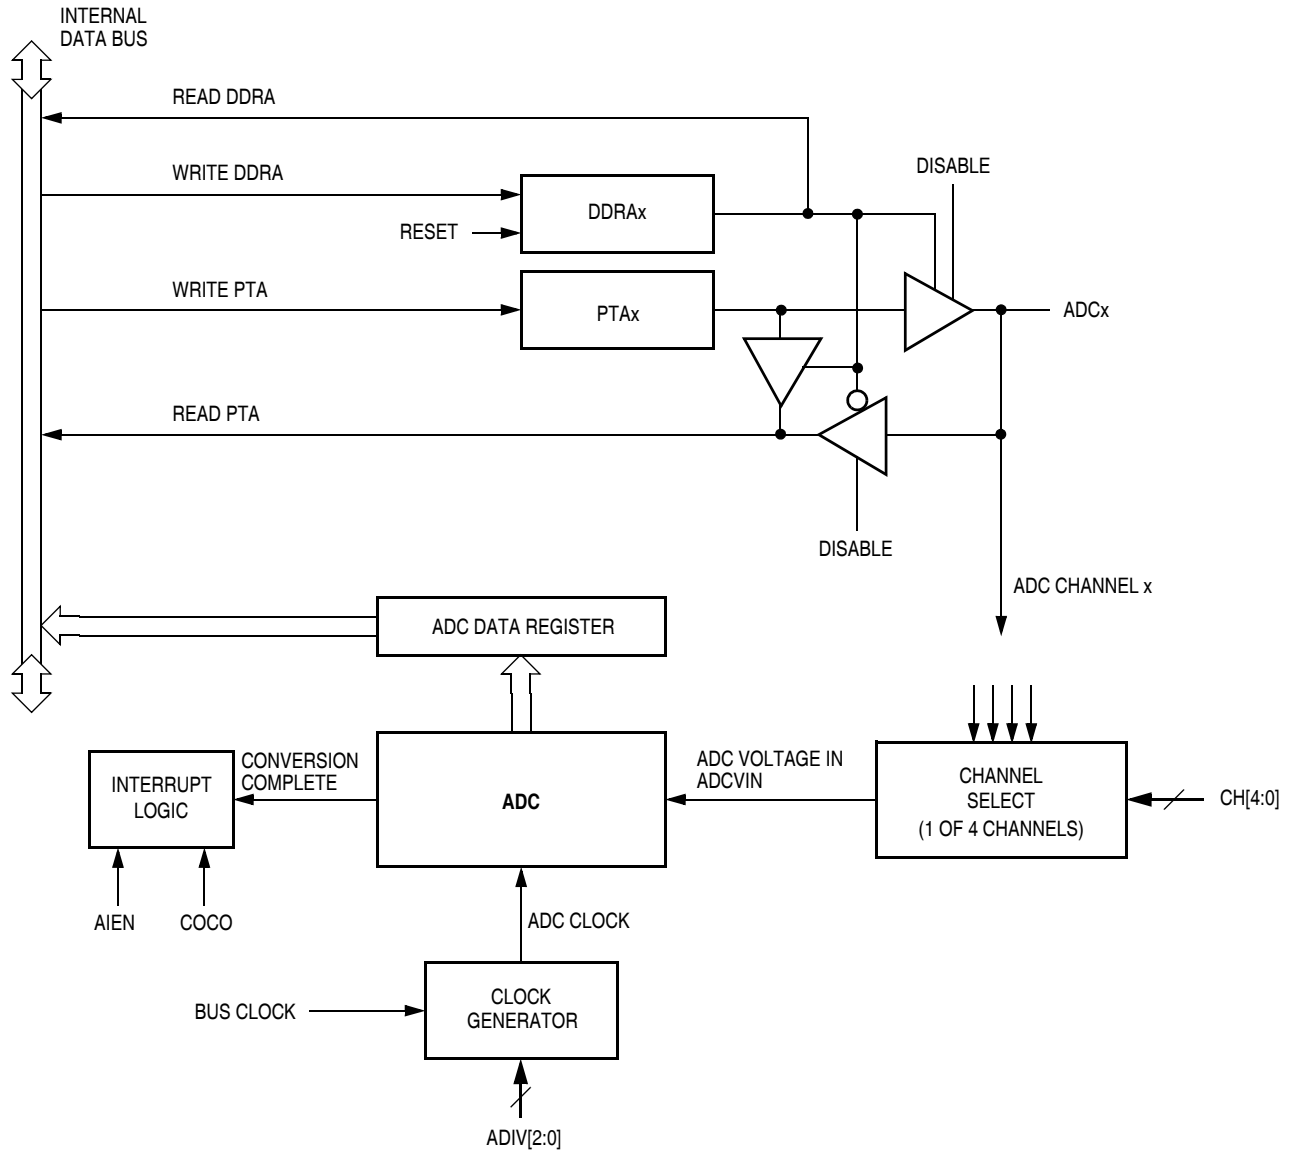 INTERNAL
DATA BUS
READ DDRA
WRITE DDRA
DISABLE
DDRAx
RESET
WRITE PTA
PTAx
ADCx
READ PTA
DISABLE
ADC CHANNEL x
ADC DATA REGISTER
INTERRUPT
LOGIC
CONVERSION
COMPLETE
ADC
ADC VOLTAGE IN
ADCVIN
CHANNEL
SELECT
(1 OF 4 CHANNELS)
CH[4:0]
AIEN
COCO
ADC CLOCK
BUS CLOCK
CLOCK
GENERATOR
ADIV[2:0]